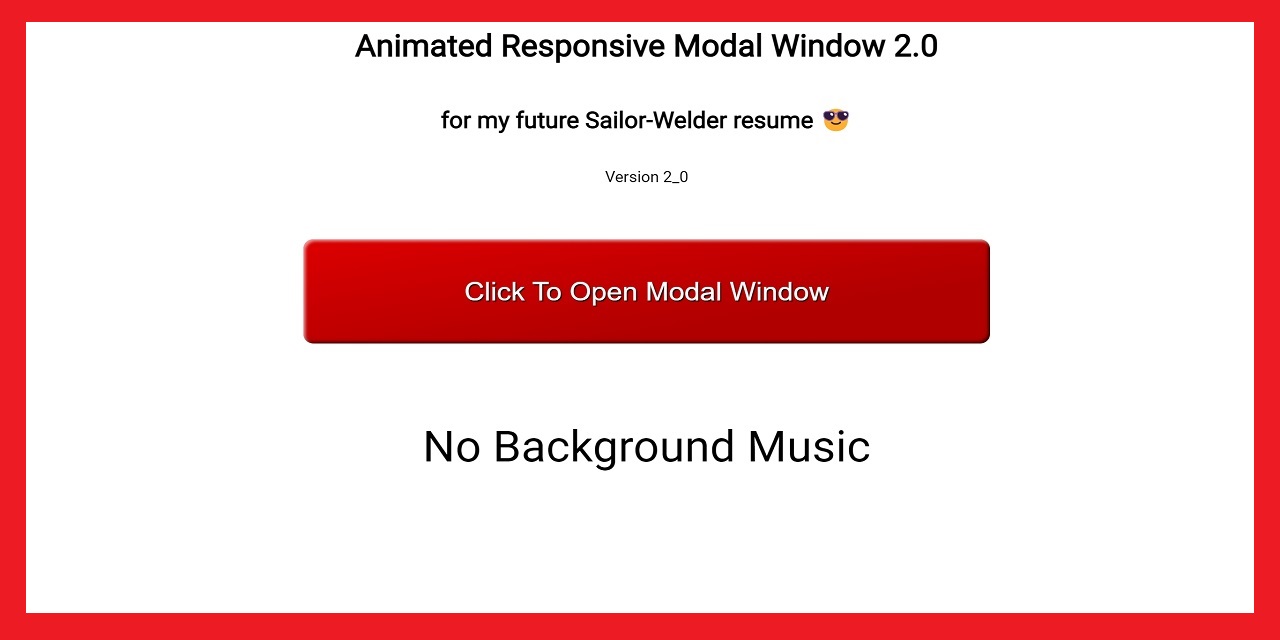 Animated Responsive Modal Window 2.0
for my future Sailor-Welder resume 😎
Version 2_0
Click To Open Modal Window
No Background Music